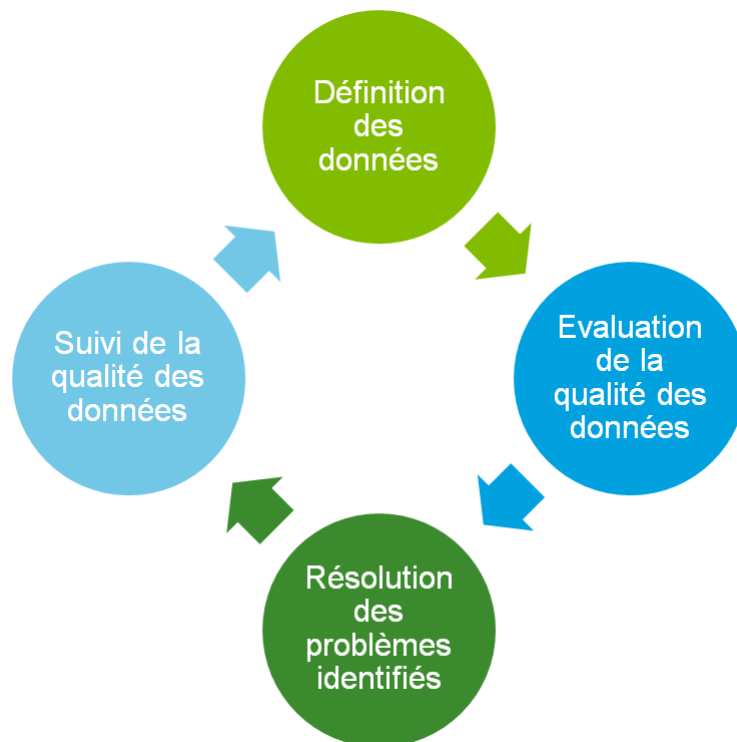 Définition
des
données
Evaluation
de la
qualité des
données
Résolution
des
problèmes
identifiés
Suivi de la
qualité des
données